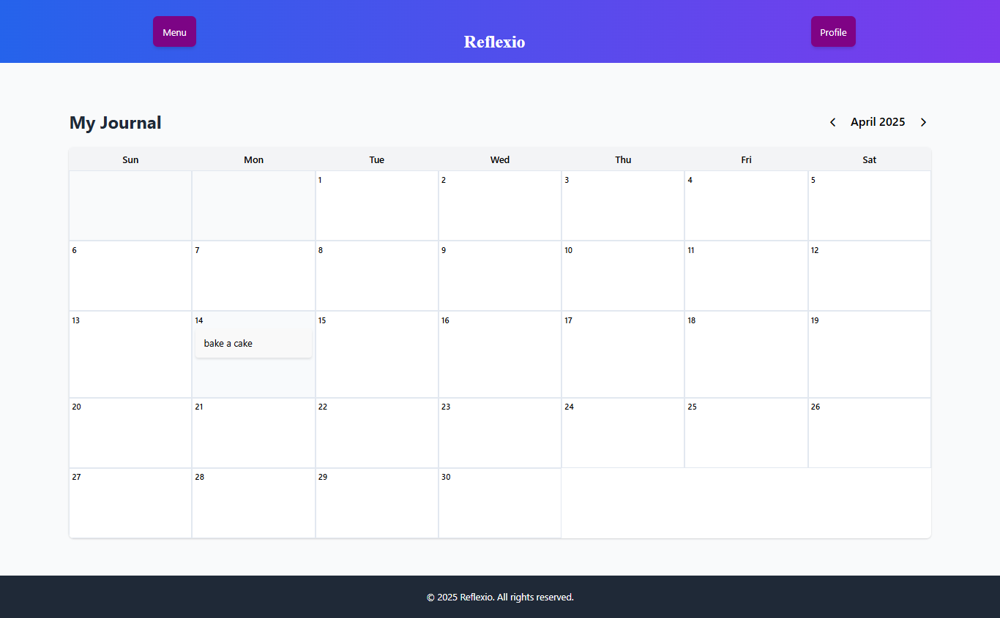 Menu
Reflexio
Profile
My Journal
April 2025
Sun Mon Tue Wed Thu Fri Sat
1 2 3 4 5
6 7 8 9 10 11 12
13 14 15 16 17 18 19
bake a cake
20 21 22 23 24 25 26
27 28 29 30
© 2025 Reflexio. All rights reserved.